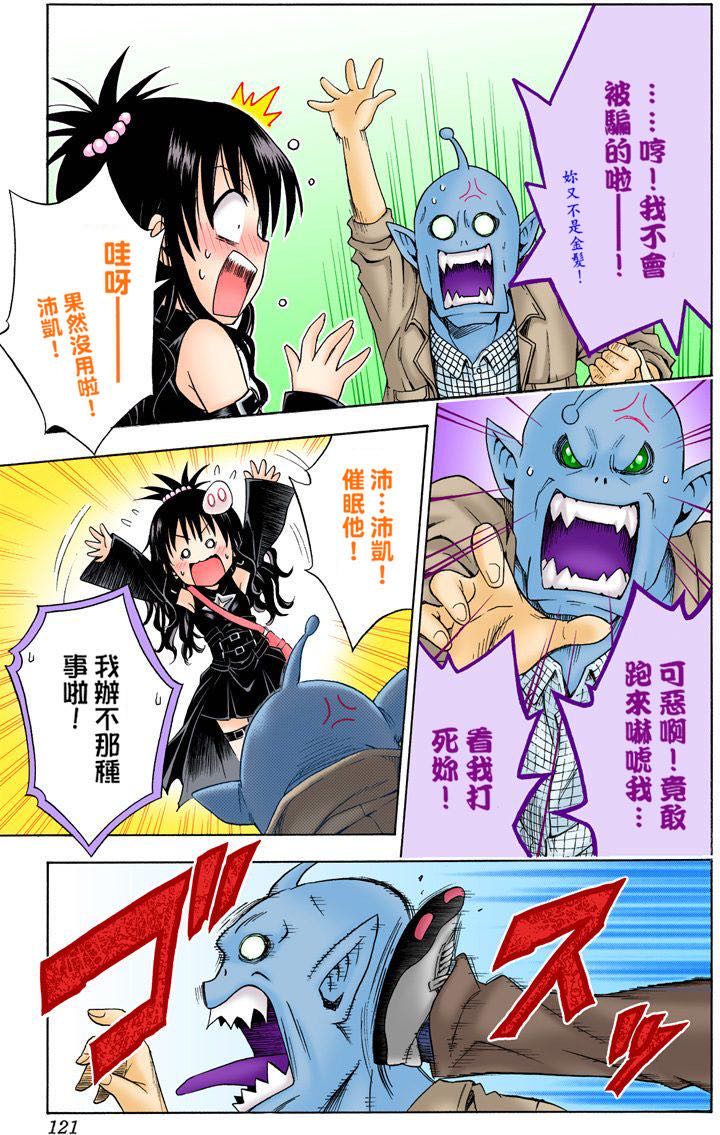 ……哼！我不會
被騙的啦——！
妳又不是金髮！
哇呀——
果然沒用啦！
沛凱！
可惡啊！竟敢
跑來嚇唬我…
看我打
死妳！
沛…沛凱！
催眠他！
我辦不那種
事啦！
ゴスッ
121